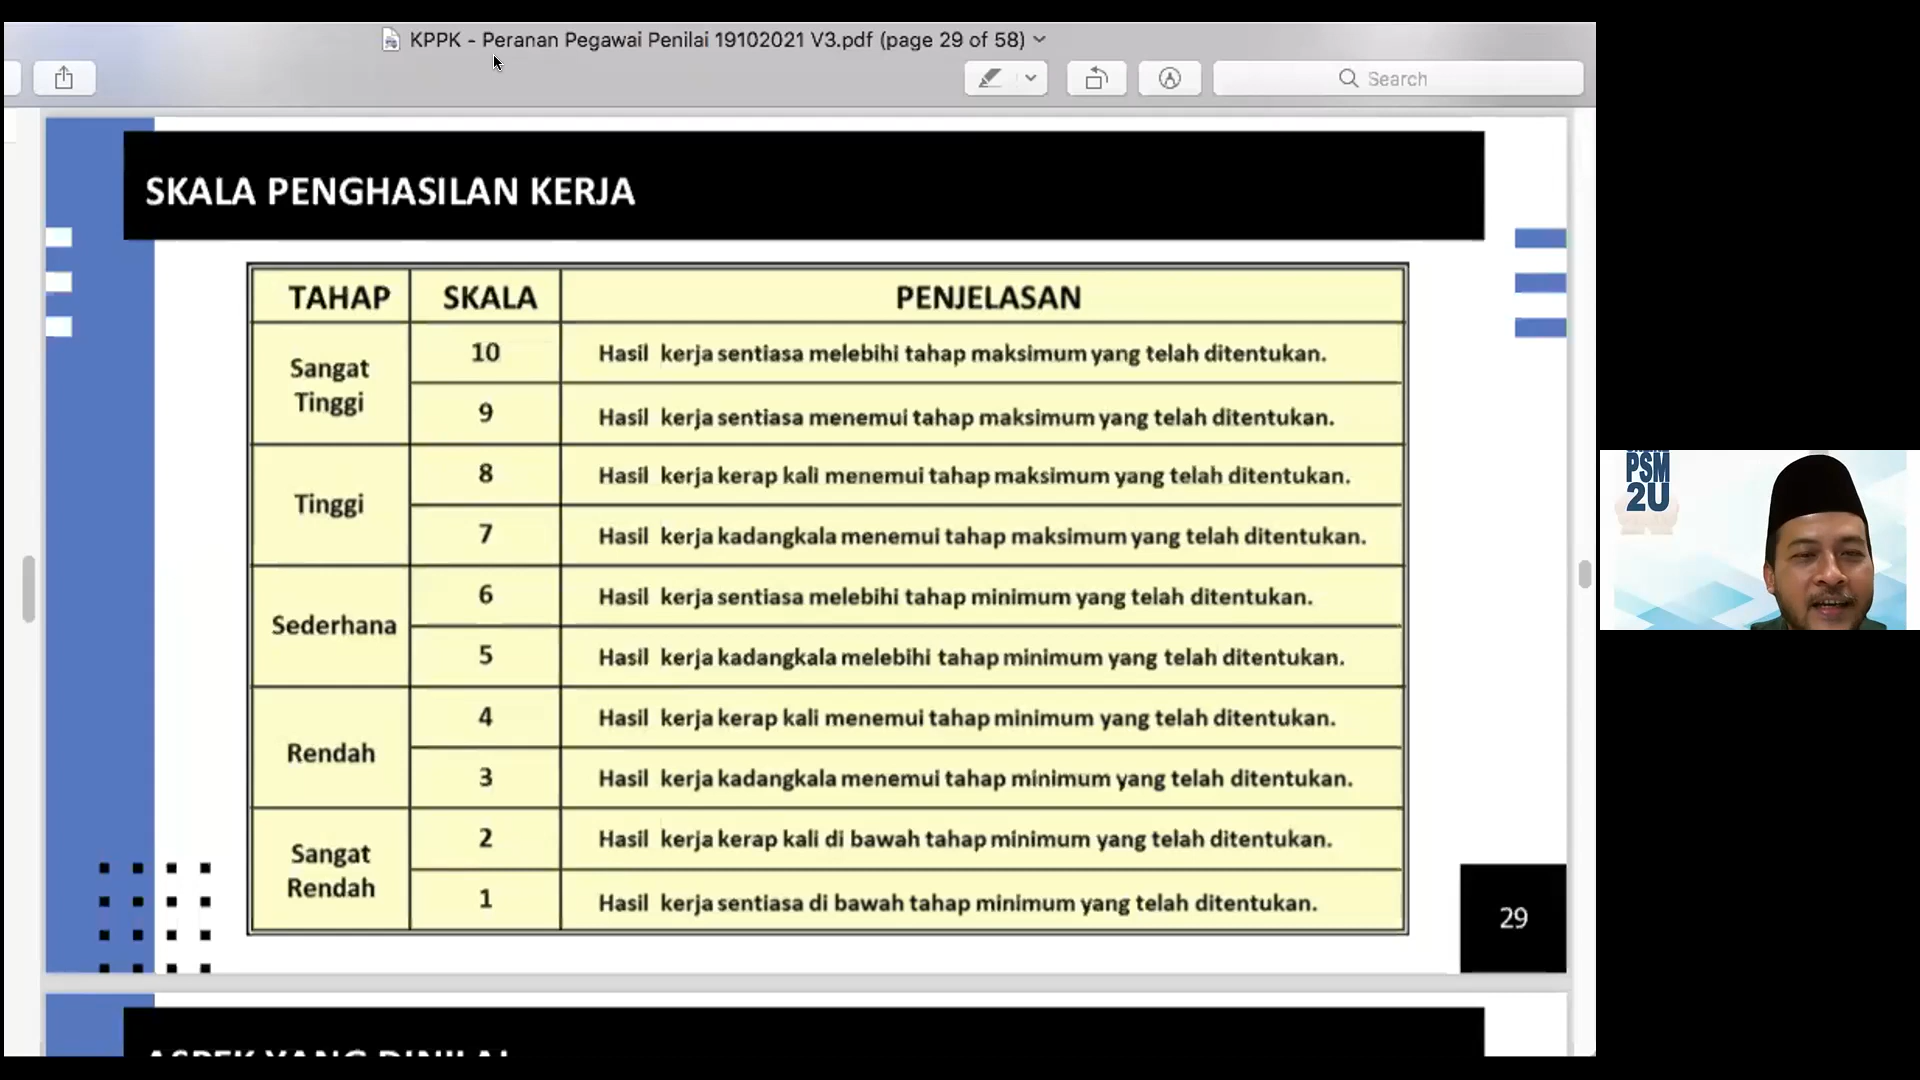 KPPK - Peranan Pegawai Penilai 19102021 V3.pdf (page 29 of 58)
Search
SKALA PENGHASILAN KERJA
TAHAP SKALA PENJELASAN
Sangat Tinggi
10 Hasil kerja sentiasa melebihi tahap maksimum yang telah ditentukan.
9 Hasil kerja sentiasa menemui tahap maksimum yang telah ditentukan.
Tinggi
8 Hasil kerja kerap kali menemui tahap maksimum yang telah ditentukan.
7 Hasil kerja kadangkala menemui tahap maksimum yang telah ditentukan.
Sederhana
6 Hasil kerja sentiasa melebihi tahap minimum yang telah ditentukan.
5 Hasil kerja kadangkala melebihi tahap minimum yang telah ditentukan.
Rendah
4 Hasil kerja kerap kali menemui tahap minimum yang telah ditentukan.
3 Hasil kerja kadangkala menemui tahap minimum yang telah ditentukan.
Sangat Rendah
2 Hasil kerja kerap kali di bawah tahap minimum yang telah ditentukan.
1 Hasil kerja sentiasa di bawah tahap minimum yang telah ditentukan.
29
ASPEK YANG DINILAI
PSM
2U